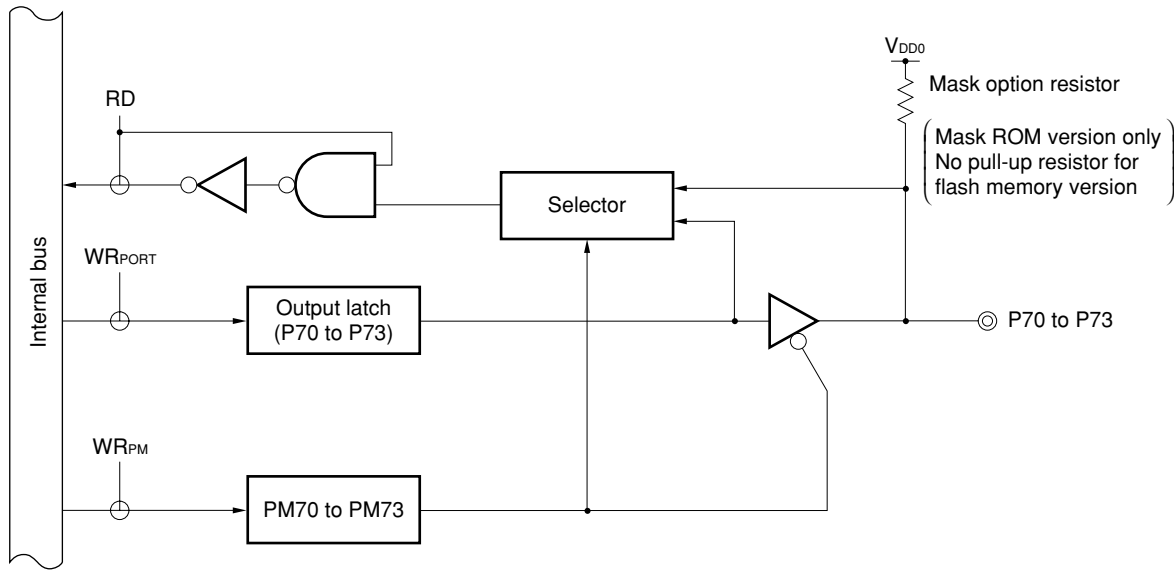 VDD0
Mask option resistor
RD
Mask ROM version only
No pull-up resistor for
flash memory version
Selector
WRPORT
Internal bus
Output latch
(P70 to P73)
P70 to P73
WRPM
PM70 to PM73